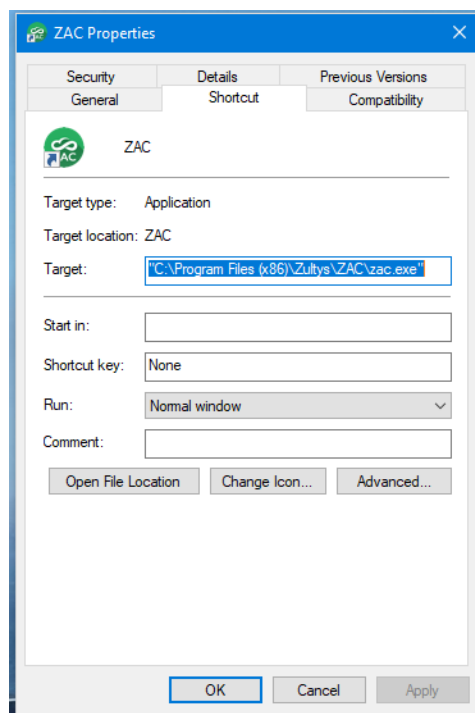 ZAC Properties
Security Details Previous Versions
General Shortcut Compatibility
AC ZAC
Target type: Application
Target location: ZAC
Target: "C:\Program Files (x86)\Zultys\ZAC\zac.exe"
Start in:
Shortcut key: None
Run: Normal window
Comment:
Open File Location Change Icon... Advanced...
OK Cancel Apply